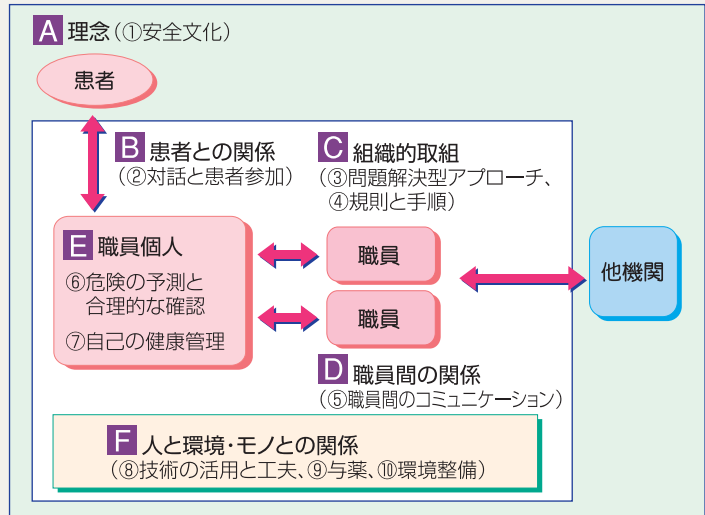 A 理念(①安全文化)
患者
B 患者との関係
(②対話と患者参加)
C 組織的取組
(③問題解決型アプローチ、
④規則と手順)
E 職員個人
⑥危険の予測と
合理的な確認
⑦自己の健康管理
職員
職員
他機関
D 職員間の関係
(⑤職員間のコミュニケーション)
F 人と環境・モノとの関係
(⑧技術の活用と工夫、⑨与薬、⑩環境整備)